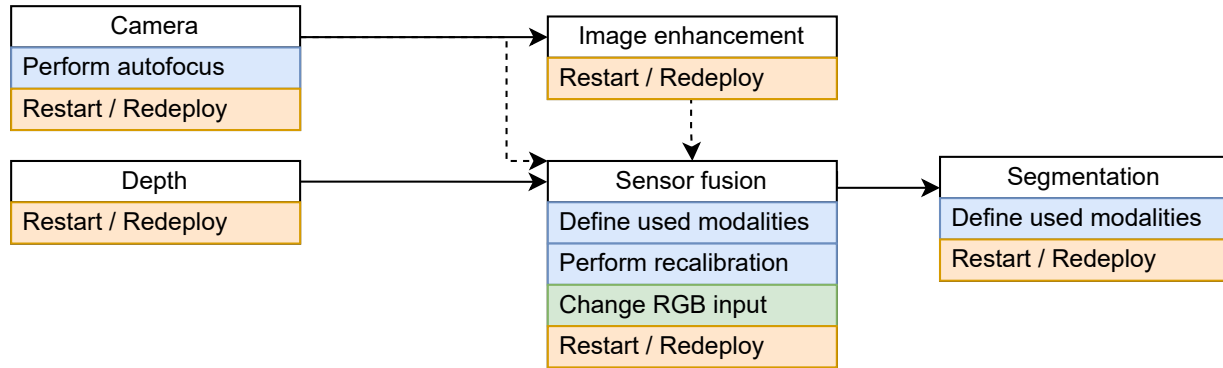 Camera
Perform autofocus
Restart / Redeploy
Image enhancement
Restart / Redeploy
Depth
Restart / Redeploy
Sensor fusion
Define used modalities
Perform recalibration
Change RGB input
Restart / Redeploy
Segmentation
Define used modalities
Restart / Redeploy